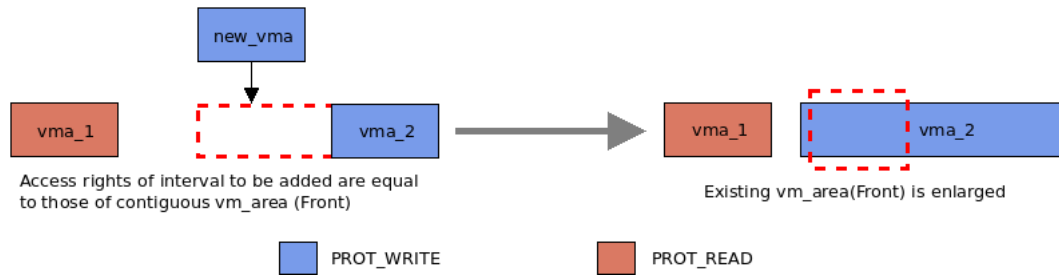 new_vma
vma_1
vma_2
vma_1
vma_2
Access rights of interval to be added are equal
to those of contiguous vm_area (Front)
Existing vm_area(Front) is enlarged
PROT_WRITE
PROT_READ